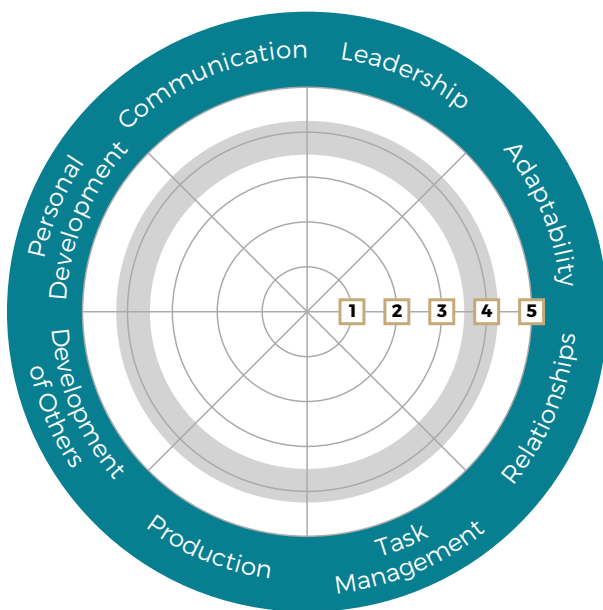 Communication
Leadership
Adaptability
Relationships
Task
Management
Production
Development
of Others
Personal
Development
1
2
3
4
5